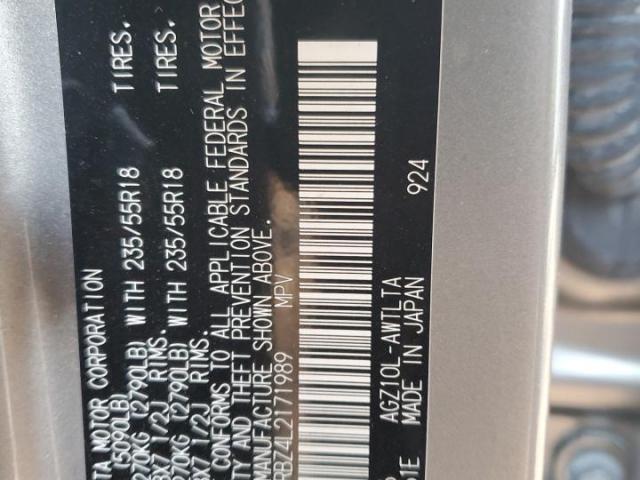 TA MOTOR CORPORATION
(5090LB)
270KG (2790LB) WITH 235/55R18 TIRES,
8X7 1/2J RIMS.
270KG (2790LB) WITH 235/55R18 TIRES.
8X7 1/2J RIMS.
CONFORMS TO ALL APPLICABLE FEDERAL MOTOR
AND THEFT PREVENTION STANDARDS IN EFFEC
MANUFACTURE SHOWN ABOVE.
RBZ4L2171989 MPV
AGZ10L-AWTLTA 924
51E MADE IN JAPAN